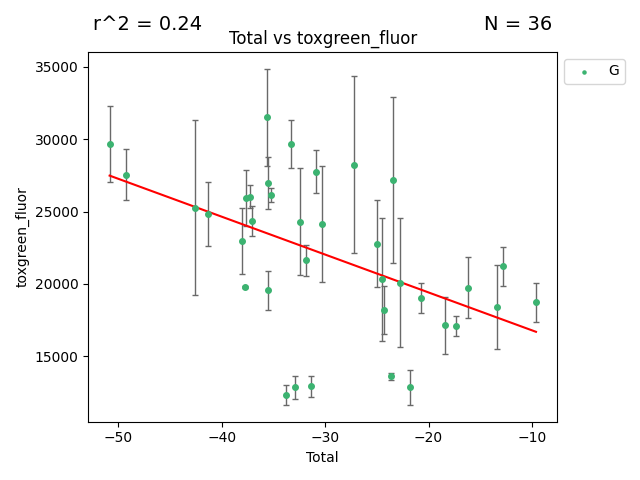 r^2 = 0.24
N = 36
Total vs toxgreen_fluor
G
35000
30000
25000
20000
15000
toxgreen_fluor
−50
−40
−30
−20
−10
Total